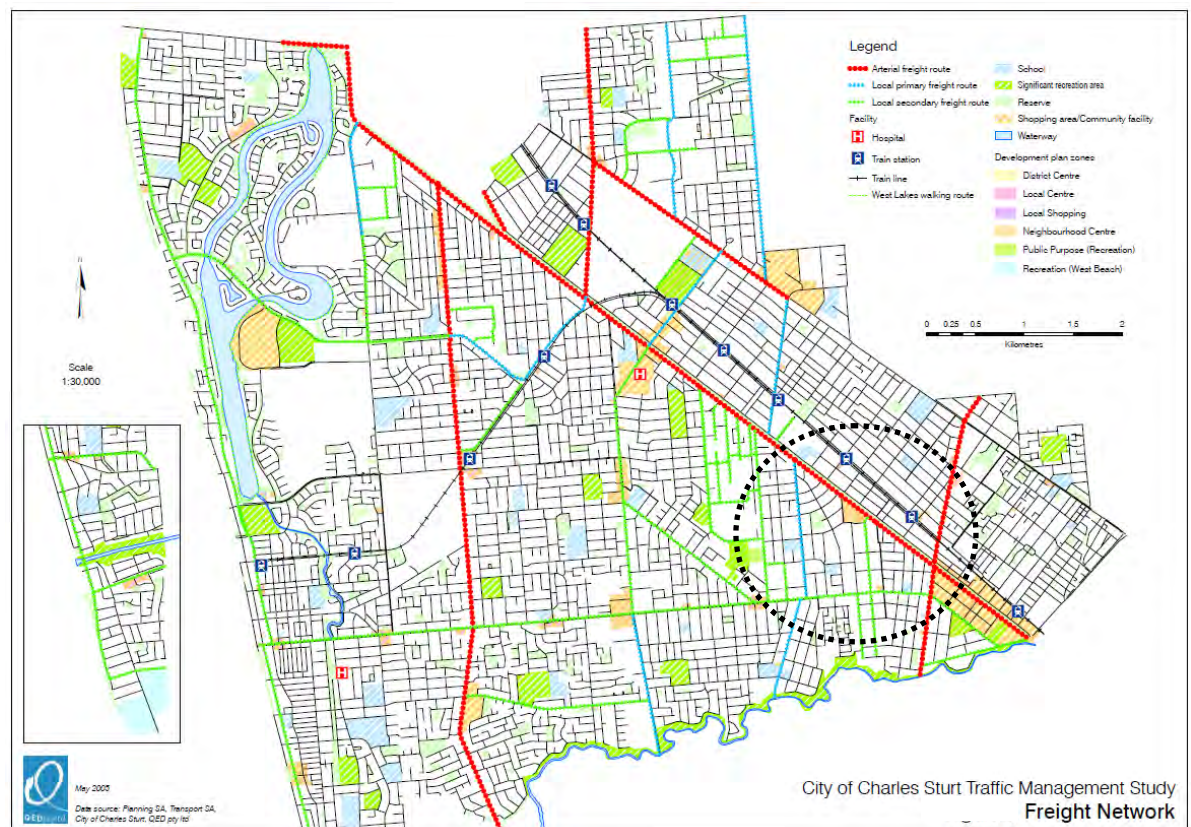 Legend
Arterial freight route
Local primary freight route
Local secondary freight route
Facility
H Hospital
Train station
Train line
West Lakes walking route
School
Significant recreation area
Reserve
Shopping area/Community facility
Waterway
Development plan zones
District Centre
Local Centre
Local Shopping
Neighbourhood Centre
Public Purpose (Recreation)
Recreation (West Beach)
0 0.25 0.5 1 1.5 2
Kilometres
Scale
1:30,000
H
H
May 2005
Data source: Planning SA, Transport SA,
City of Charles Sturt, QED pty ltd
City of Charles Sturt Traffic Management Study
Freight Network